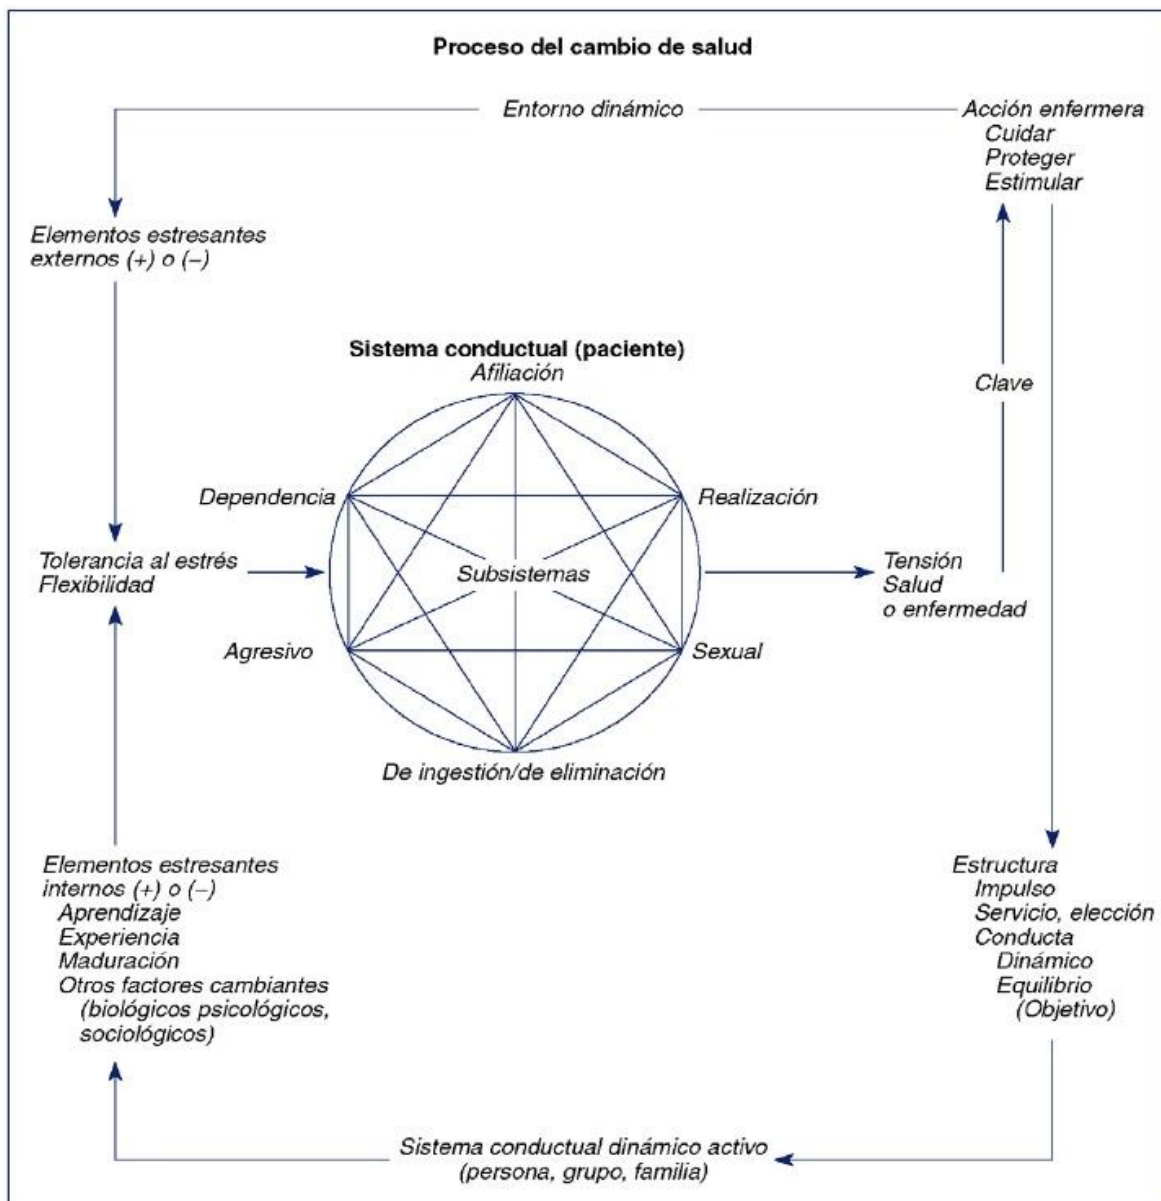 Proceso del cambio de salud
Entorno dinámico
Acción enfermera
Cuidar
Proteger
Estimular
Elementos estresantes
externos (+) o (–)
Sistema conductual (paciente)
Afiliación
Clave
Dependencia
Realización
Tolerancia al estrés
Flexibilidad
Subsistemas
Tensión
Salud
o enfermedad
Agresivo
Sexual
De ingestión/de eliminación
Elementos estresantes
internos (+) o (–)
Aprendizaje
Experiencia
Maduración
Otros factores cambiantes
(biológicos psicológicos,
sociológicos)
Estructura
Impulso
Servicio, elección
Conducta
Dinámico
Equilibrio
(Objetivo)
Sistema conductual dinámico activo
(persona, grupo, familia)